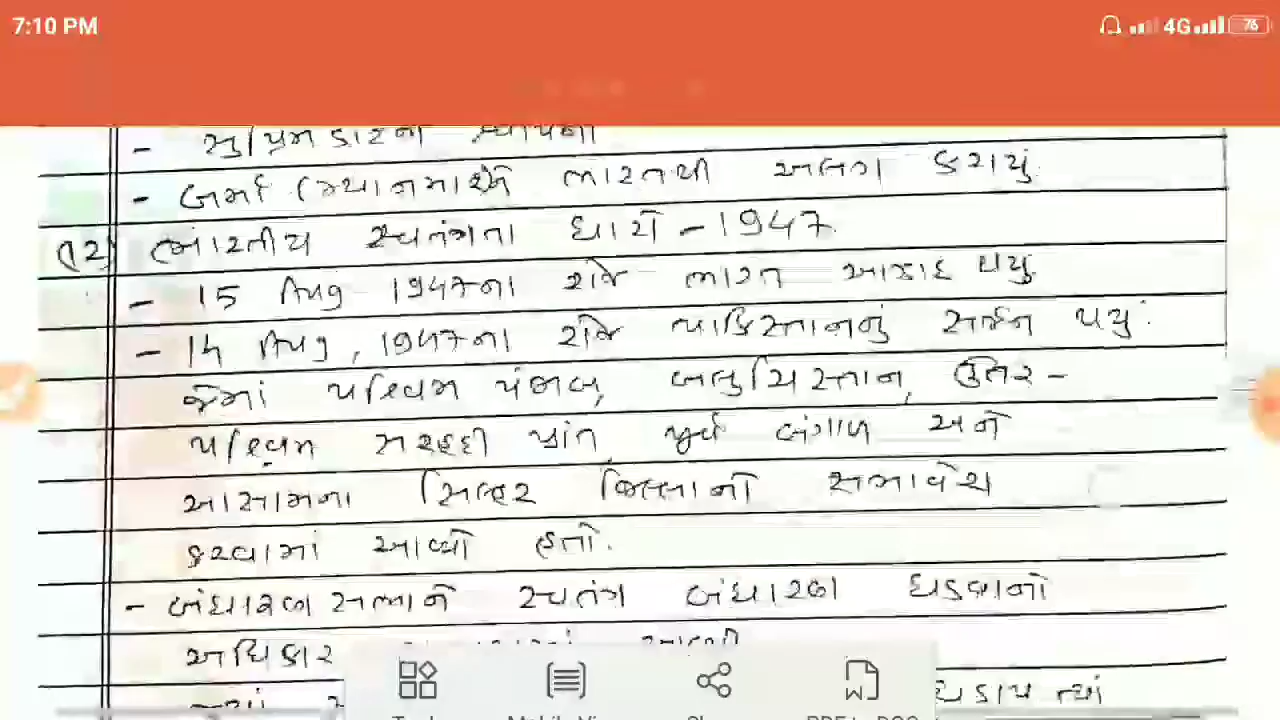 7:10 PM 4G 76
- સુપ્રિમ કોર્ટની સ્થાપના
- બર્મા ભારતથી અલગ કરાયું.
12) ભારતીય સ્વતંત્રતા ધારો - 1947.
- 15 Aug 1947ના રોજ ભારત આઝાદ થયું.
- 14 Aug, 1947ના રોજ પાકિસ્તાનનું સર્જન થયું.
જેમાં પશ્ચિમ પંજાબ, બલુચિસ્તાન, ઉત્તર -
પશ્ચિમ સરહદી પ્રાંત, પૂર્વ બંગાળ અને
આસામના સિલ્હટ જિલ્લાનો સમાવેશ
કરવામાં આવ્યો હતો.
- બંધારણ સભાને સ્વતંત્ર બંધારણ ઘડવાનો
અધિકાર
ત્યાં